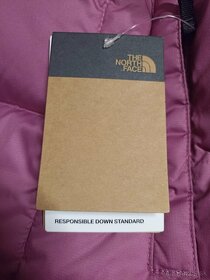 THE
NORTH
FACE
RESPONSIBLE DOWN STANDARD